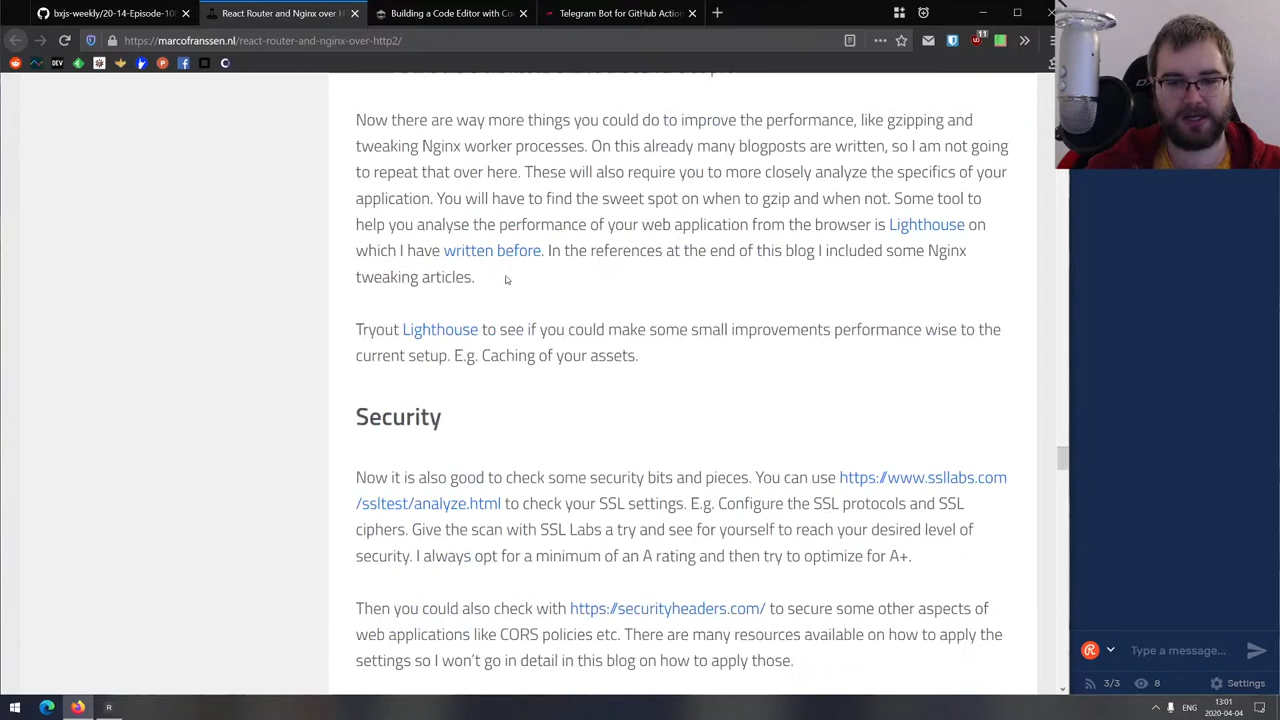 bxjs-weekly/20-14-Episode-108
React Router and Nginx over H
Building a Code Editor with Co
Telegram Bot for GitHub Action
https://marcofranssen.nl/react-router-and-nginx-over-http2/
11
DEV
Now there are way more things you could do to improve the performance, like gzipping and
tweaking Nginx worker processes. On this already many blogposts are written, so I am not going
to repeat that over here. These will also require you to more closely analyze the specifics of your
application. You will have to find the sweet spot on when to gzip and when not. Some tool to
help you analyse the performance of your web application from the browser is Lighthouse on
which I have written before. In the references at the end of this blog I included some Nginx
tweaking articles.
Tryout Lighthouse to see if you could make some small improvements performance wise to the
current setup. E.g. Caching of your assets.
Security
Now it is also good to check some security bits and pieces. You can use https://www.ssllabs.com
/ssltest/analyze.html to check your SSL settings. E.g. Configure the SSL protocols and SSL
ciphers. Give the scan with SSL Labs a try and see for yourself to reach your desired level of
security. I always opt for a minimum of an A rating and then try to optimize for A+.
Then you could also check with https://securityheaders.com/ to secure some other aspects of
web applications like CORS policies etc. There are many resources available on how to apply the
settings so I won't go in detail in this blog on how to apply those.
Type a message...
3/3
8
Settings
ENG
13:01
2020-04-04